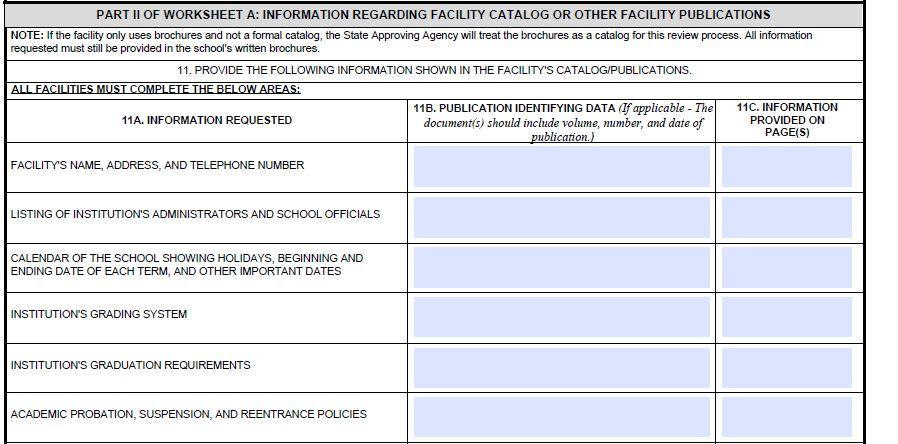 PART II OF WORKSHEET A: INFORMATION REGARDING FACILITY CATALOG OR OTHER FACILITY PUBLICATIONS
NOTE: If the facility only uses brochures and not a formal catalog, the State Approving Agency will treat the brochures as a catalog for this review process. All information
requested must still be provided in the school's written brochures.
11. PROVIDE THE FOLLOWING INFORMATION SHOWN IN THE FACILITY'S CATALOG/PUBLICATIONS.
ALL FACILITIES MUST COMPLETE THE BELOW AREAS:
11A. INFORMATION REQUESTED
11B. PUBLICATION IDENTIFYING DATA (If applicable - The
document(s) should include volume, number, and date of
publication.)
11C. INFORMATION
PROVIDED ON
PAGE(S)
FACILITY'S NAME, ADDRESS, AND TELEPHONE NUMBER
LISTING OF INSTITUTION'S ADMINISTRATORS AND SCHOOL OFFICIALS
CALENDAR OF THE SCHOOL SHOWING HOLIDAYS, BEGINNING AND
ENDING DATE OF EACH TERM, AND OTHER IMPORTANT DATES
INSTITUTION'S GRADING SYSTEM
INSTITUTION'S GRADUATION REQUIREMENTS
ACADEMIC PROBATION, SUSPENSION, AND REENTRANCE POLICIES